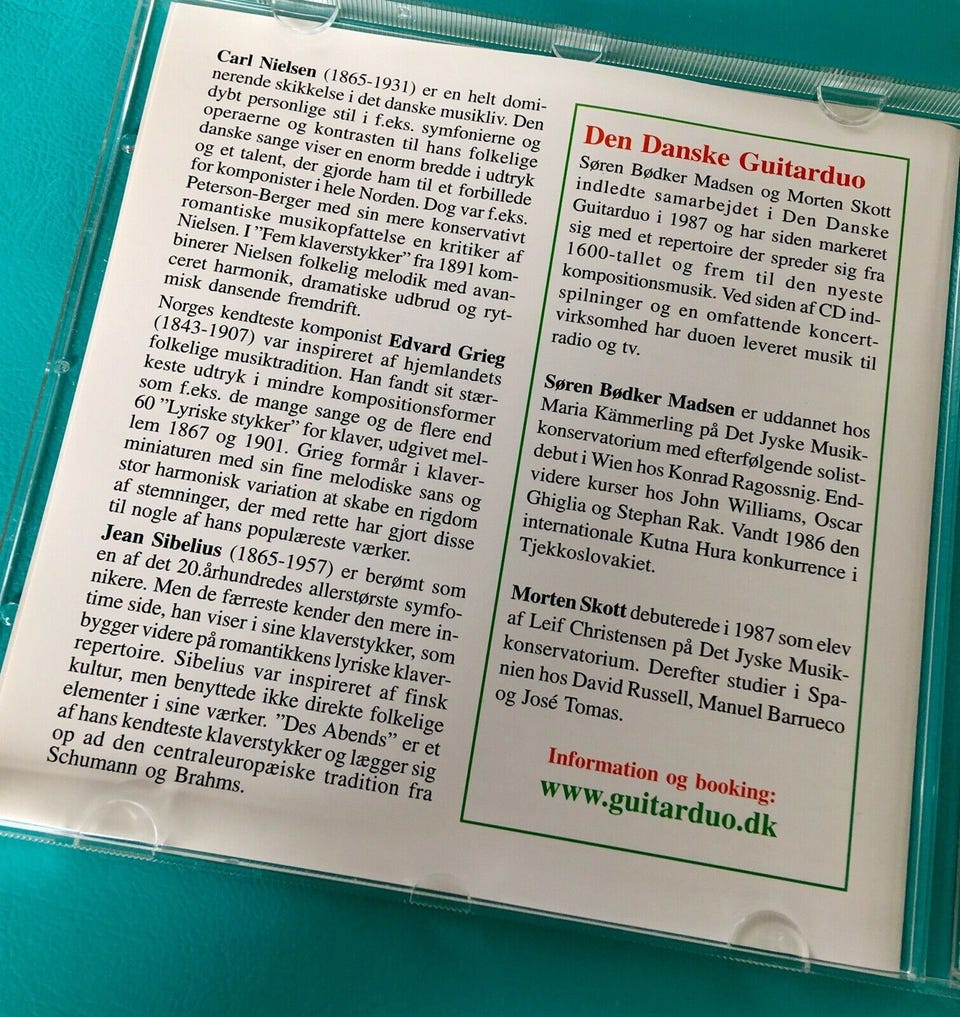 Carl Nielsen (1865-1931) er en helt domi-
nerende skikkelse i det danske musikliv. Den
dybt personlige stil i f.eks. symfonierne og
operaerne og kontrasten til hans folkelige
danske sange viser en enorm bredde i udtryk
og et talent, der gjorde ham til et forbillede
for komponister i hele Norden. Dog var f.eks.
Peterson-Berger med sin mere konservativt
romantiske musikopfattelse en kritiker af
Nielsen. I ”Fem klaverstykker” fra 1891 kom-
binerer Nielsen folkelig melodik med avan-
ceret harmonik, dramatiske udbrud og ryt-
misk dansende fremdrift.
Norges kendteste komponist Edvard Grieg
(1843-1907) var inspireret af hjemlandets
folkelige musiktradition. Han fandt sit stær-
keste udtryk i mindre kompositionsformer
som f.eks. de mange sange og de flere end
60 ”Lyriske stykker” for klaver, udgivet mel-
lem 1867 og 1901. Grieg formår i klaver-
miniaturen med sin fine melodiske sans og
stor harmonisk variation at skabe en rigdom
af stemninger, der med rette har gjort disse
til nogle af hans populæreste værker.
Jean Sibelius (1865-1957) er berømt som
en af det 20.århundredes allerstørste symfo-
nikere. Men de færreste kender den mere in-
time side, han viser i sine klaverstykker, som
bygger videre på romantikkens lyriske klaver-
repertoire. Sibelius var inspireret af finsk
kultur, men benyttede ikke direkte folkelige
elementer i sine værker. ”Des Abends” er et
af hans kendteste klaverstykker og lægger sig
op ad den centraleuropæiske tradition fra
Schumann og Brahms.
Den Danske Guitarduo
Søren Bødker Madsen og Morten Skott
indledte samarbejdet i Den Danske
Guitarduo i 1987 og har siden markeret
sig med et repertoire der spreder sig fra
1600-tallet og frem til den nyeste
kompositionsmusik. Ved siden af CD ind-
spilninger og en omfattende koncert-
virksomhed har duoen leveret musik til
radio og tv.
Søren Bødker Madsen er uddannet hos
Maria Kämmerling på Det Jyske Musik-
konservatorium med efterfølgende solist-
debut i Wien hos Konrad Ragossnig. End-
videre kurser hos John Williams, Oscar
Ghiglia og Stephan Rak. Vandt 1986 den
internationale Kutna Hura konkurrence i
Tjekkoslovakiet.
Morten Skott debuterede i 1987 som elev
af Leif Christensen på Det Jyske Musik-
konservatorium. Derefter studier i Spa-
nien hos David Russell, Manuel Barrueco
og José Tomas.
Information og booking:
www.guitarduo.dk